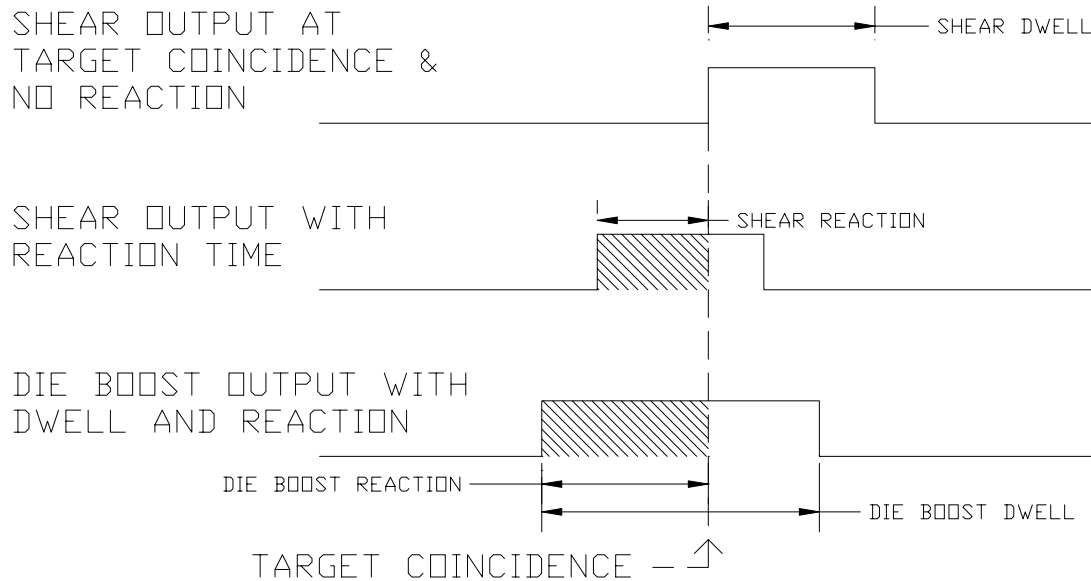 SHEAR OUTPUT AT
TARGET COINCIDENCE &
NO REACTION
SHEAR DWELL
SHEAR OUTPUT WITH
REACTION TIME
SHEAR REACTION
DIE BOOST OUTPUT WITH
DWELL AND REACTION
DIE BOOST REACTION
DIE BOOST DWELL
TARGET COINCIDENCE